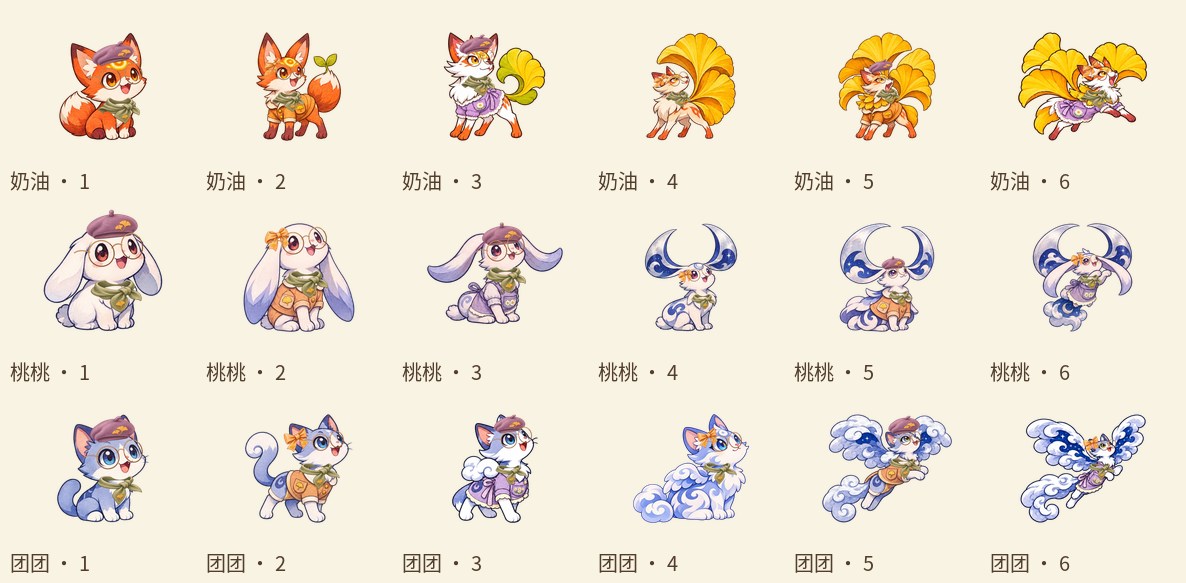 奶油 · 1 奶油 · 2 奶油 · 3 奶油 · 4 奶油 · 5 奶油 · 6
桃桃 · 1 桃桃 · 2 桃桃 · 3 桃桃 · 4 桃桃 · 5 桃桃 · 6
团团 · 1 团团 · 2 团团 · 3 团团 · 4 团团 · 5 团团 · 6